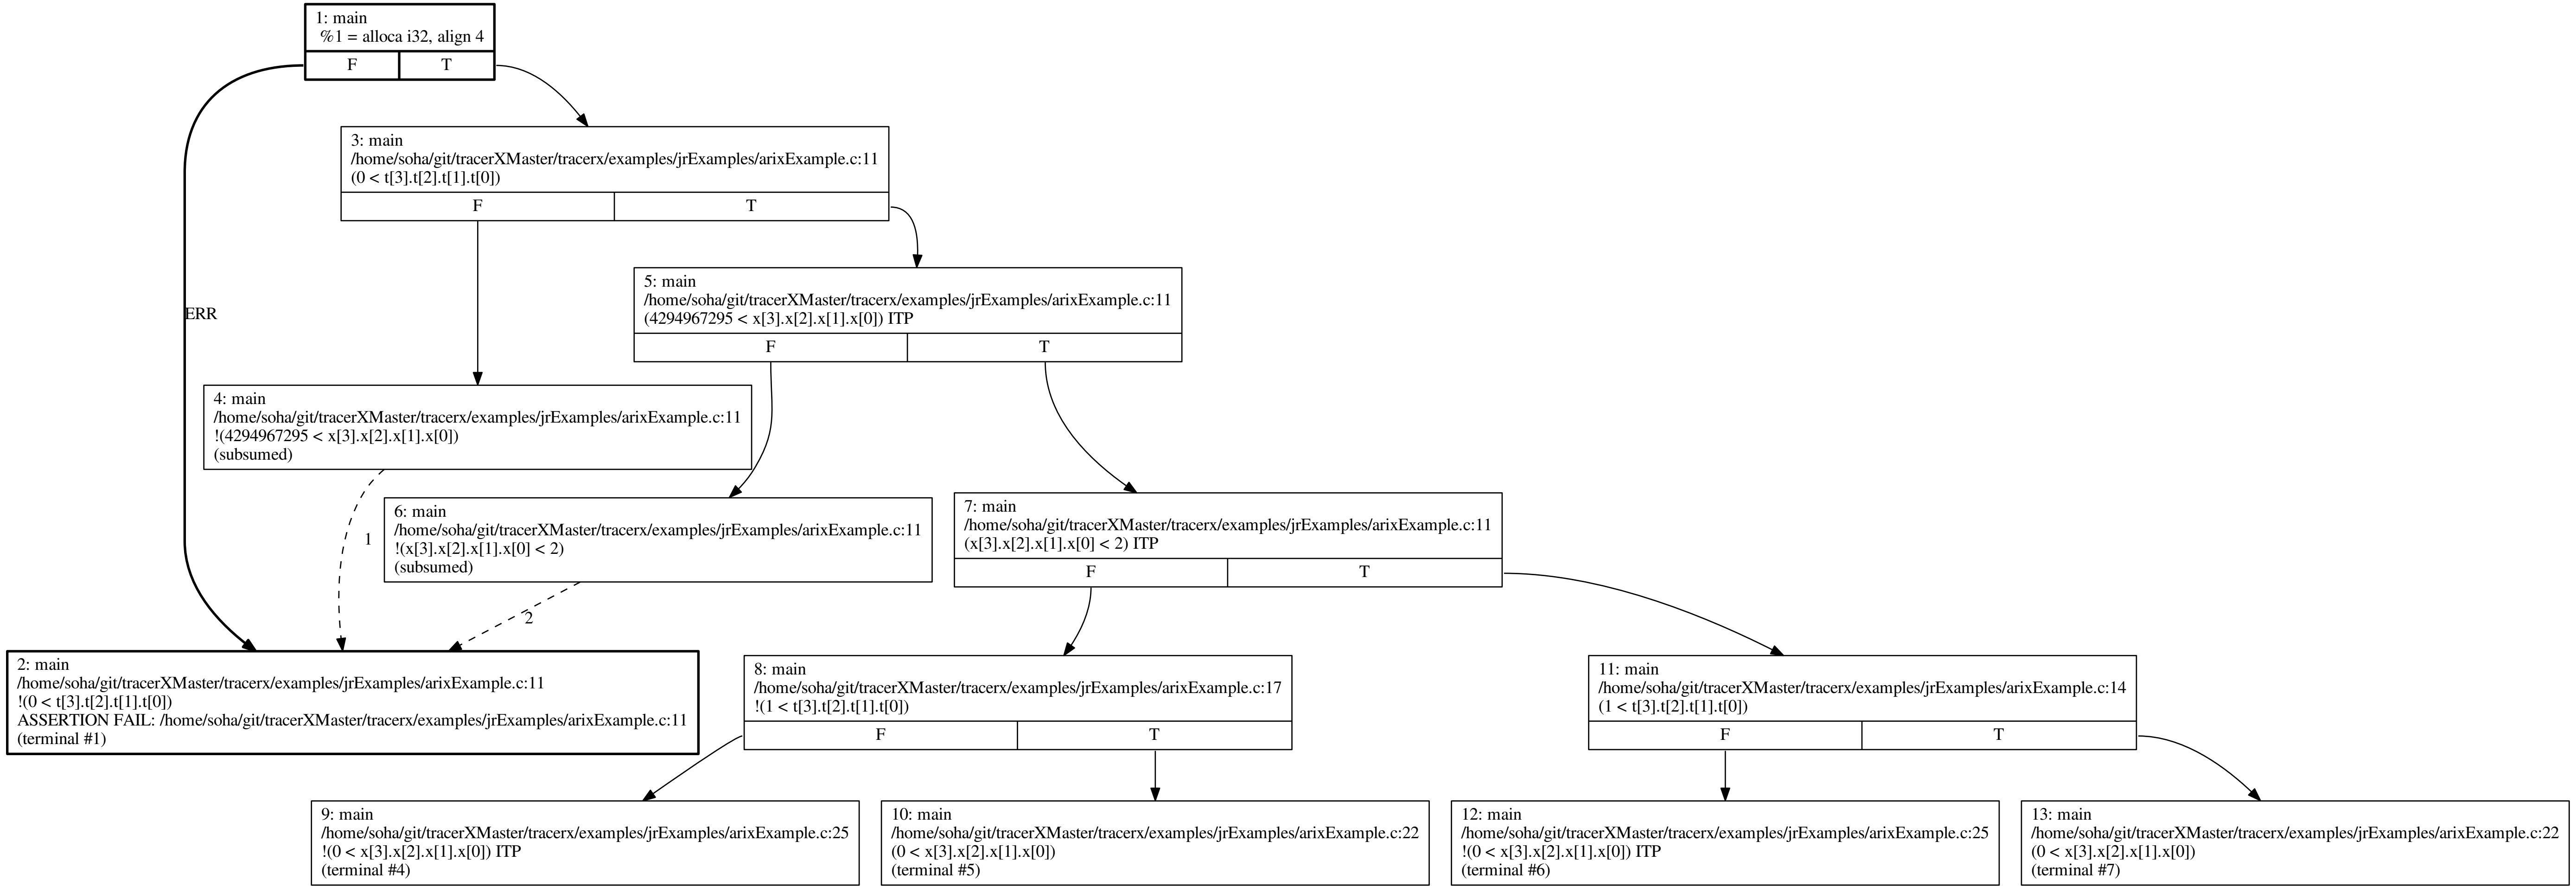 1: main
%1 = alloca i32, align 4
F
T
3: main
/home/soha/git/tracerXMaster/tracerx/examples/jrExamples/arixExample.c:11
(0 < t[3].t[2].t[1].t[0])
F
T
5: main
/home/soha/git/tracerXMaster/tracerx/examples/jrExamples/arixExample.c:11
(4294967295 < x[3].x[2].x[1].x[0]) ITP
F
T
ERR
4: main
/home/soha/git/tracerXMaster/tracerx/examples/jrExamples/arixExample.c:11
!(4294967295 < x[3].x[2].x[1].x[0])
(subsumed)
6: main
/home/soha/git/tracerXMaster/tracerx/examples/jrExamples/arixExample.c:11
!(x[3].x[2].x[1].x[0] < 2)
(subsumed)
7: main
/home/soha/git/tracerXMaster/tracerx/examples/jrExamples/arixExample.c:11
(x[3].x[2].x[1].x[0] < 2) ITP
F
T
1
2
2: main
/home/soha/git/tracerXMaster/tracerx/examples/jrExamples/arixExample.c:11
!(0 < t[3].t[2].t[1].t[0])
ASSERTION FAIL: /home/soha/git/tracerXMaster/tracerx/examples/jrExamples/arixExample.c:11
(terminal #1)
8: main
/home/soha/git/tracerXMaster/tracerx/examples/jrExamples/arixExample.c:17
!(1 < t[3].t[2].t[1].t[0])
F
T
11: main
/home/soha/git/tracerXMaster/tracerx/examples/jrExamples/arixExample.c:14
(1 < t[3].t[2].t[1].t[0])
F
T
9: main
/home/soha/git/tracerXMaster/tracerx/examples/jrExamples/arixExample.c:25
!(0 < x[3].x[2].x[1].x[0]) ITP
(terminal #4)
10: main
/home/soha/git/tracerXMaster/tracerx/examples/jrExamples/arixExample.c:22
(0 < x[3].x[2].x[1].x[0])
(terminal #5)
12: main
/home/soha/git/tracerXMaster/tracerx/examples/jrExamples/arixExample.c:25
!(0 < x[3].x[2].x[1].x[0]) ITP
(terminal #6)
13: main
/home/soha/git/tracerXMaster/tracerx/examples/jrExamples/arixExample.c:22
(0 < x[3].x[2].x[1].x[0])
(terminal #7)